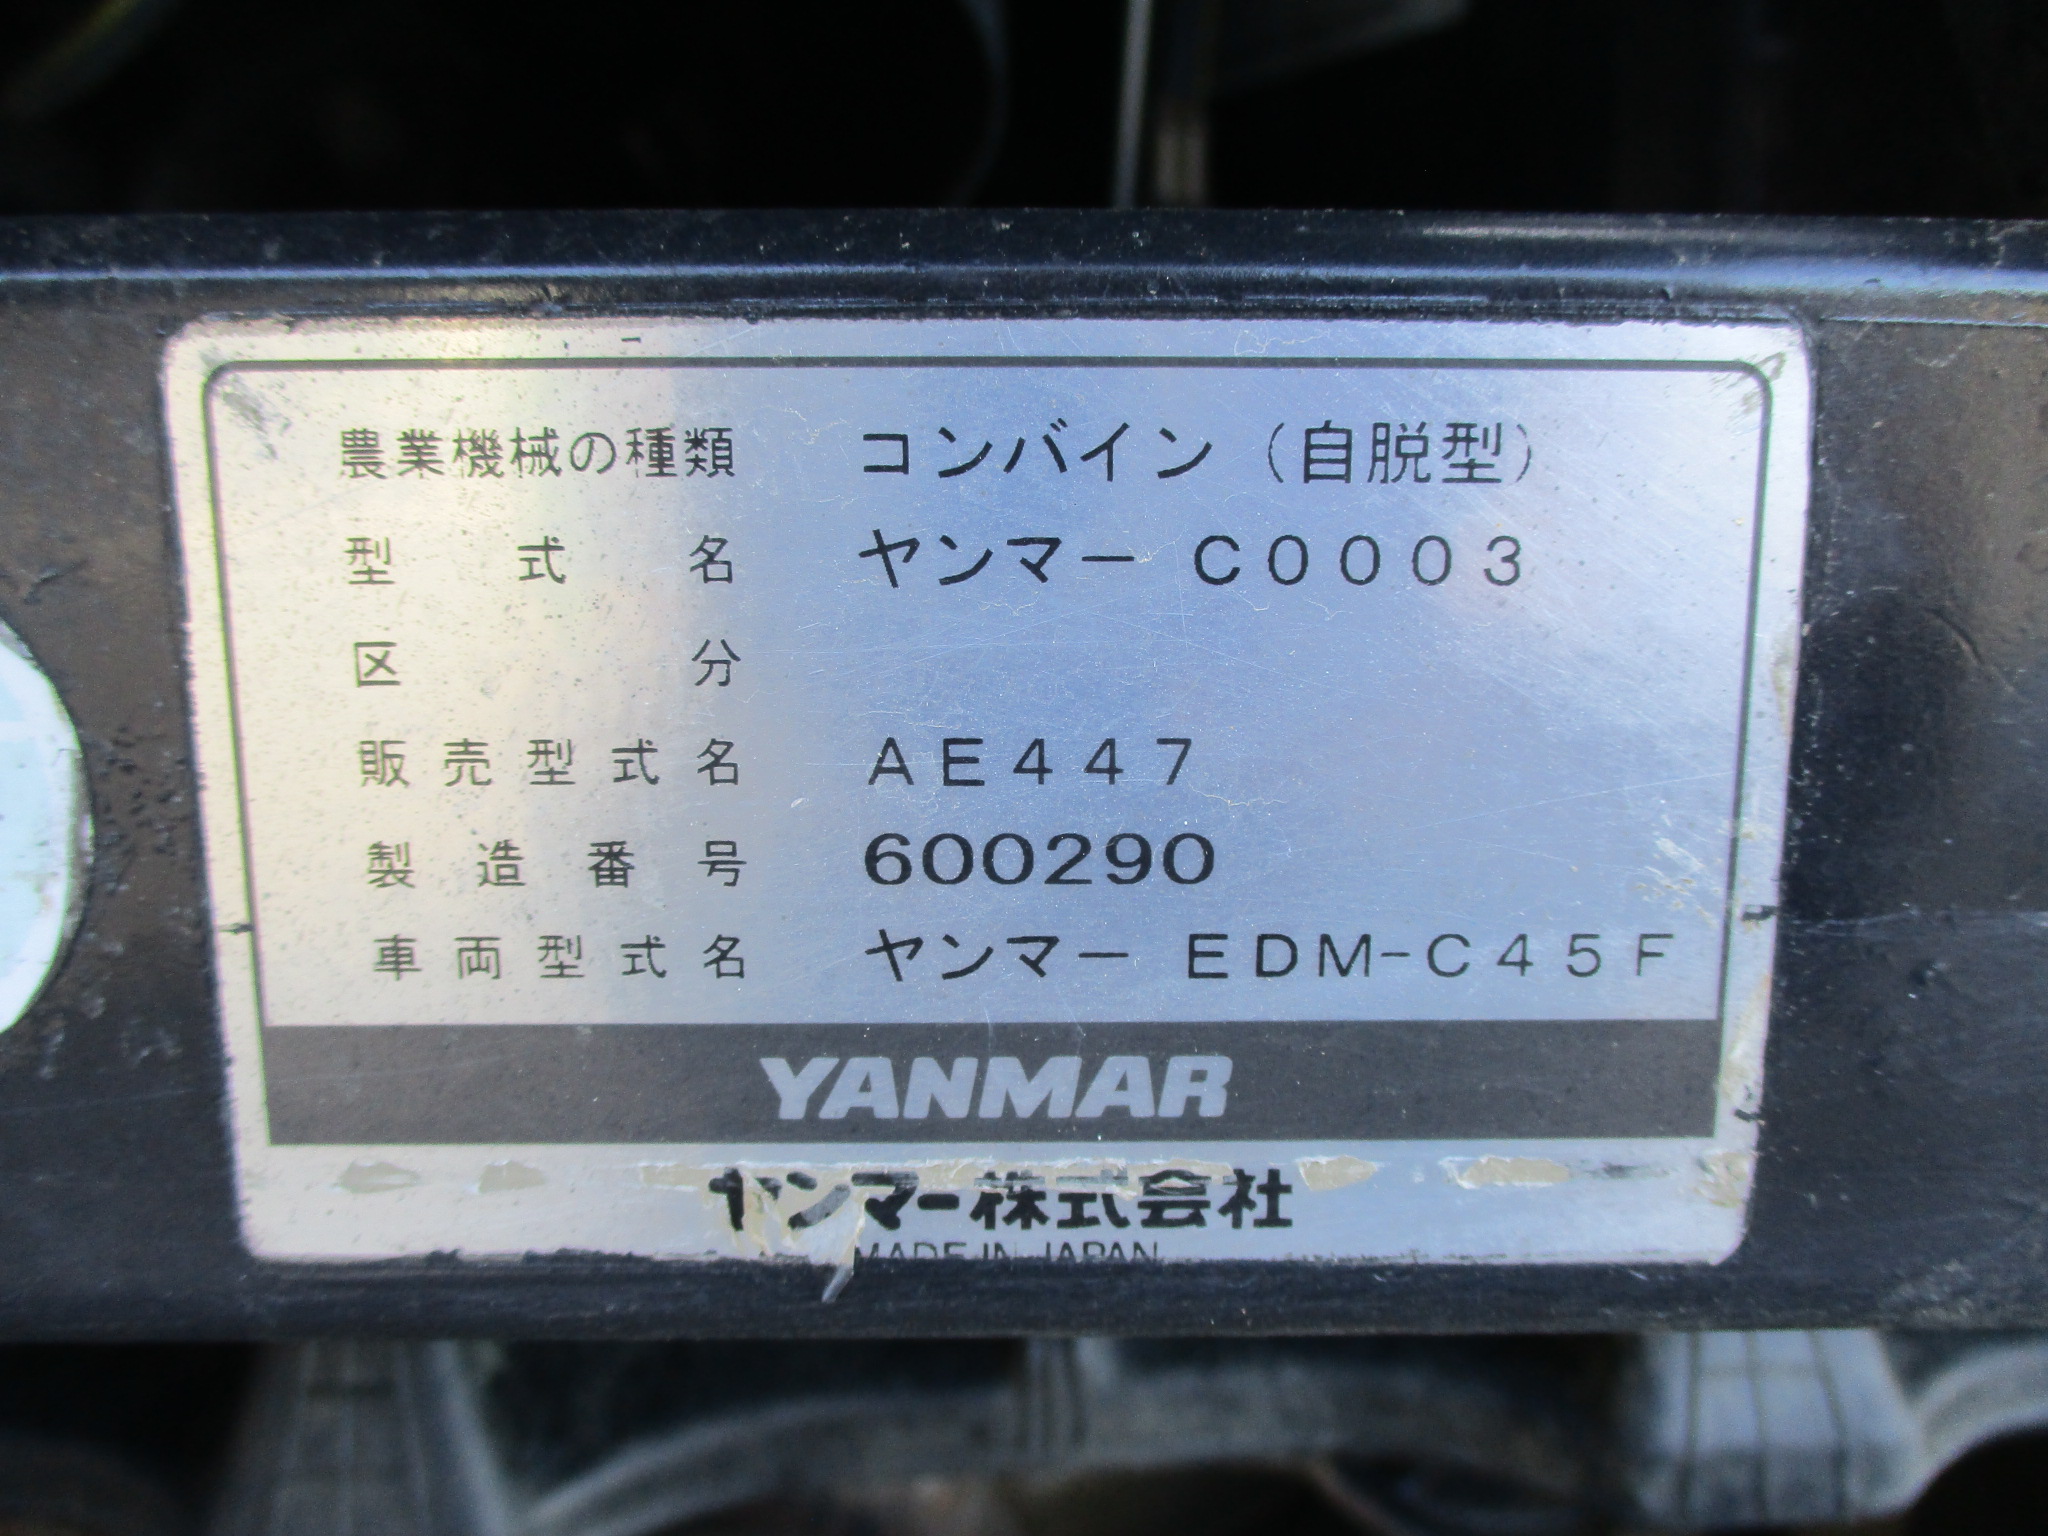 農業機械の種類 コンバイン（自脱型）
型式名 ヤンマー C0003
区分
販売型式名 AE447
製造番号 600290
車両型式名 ヤンマー EDM-C45F
YANMAR
ヤンマー株式会社
MADE IN JAPAN